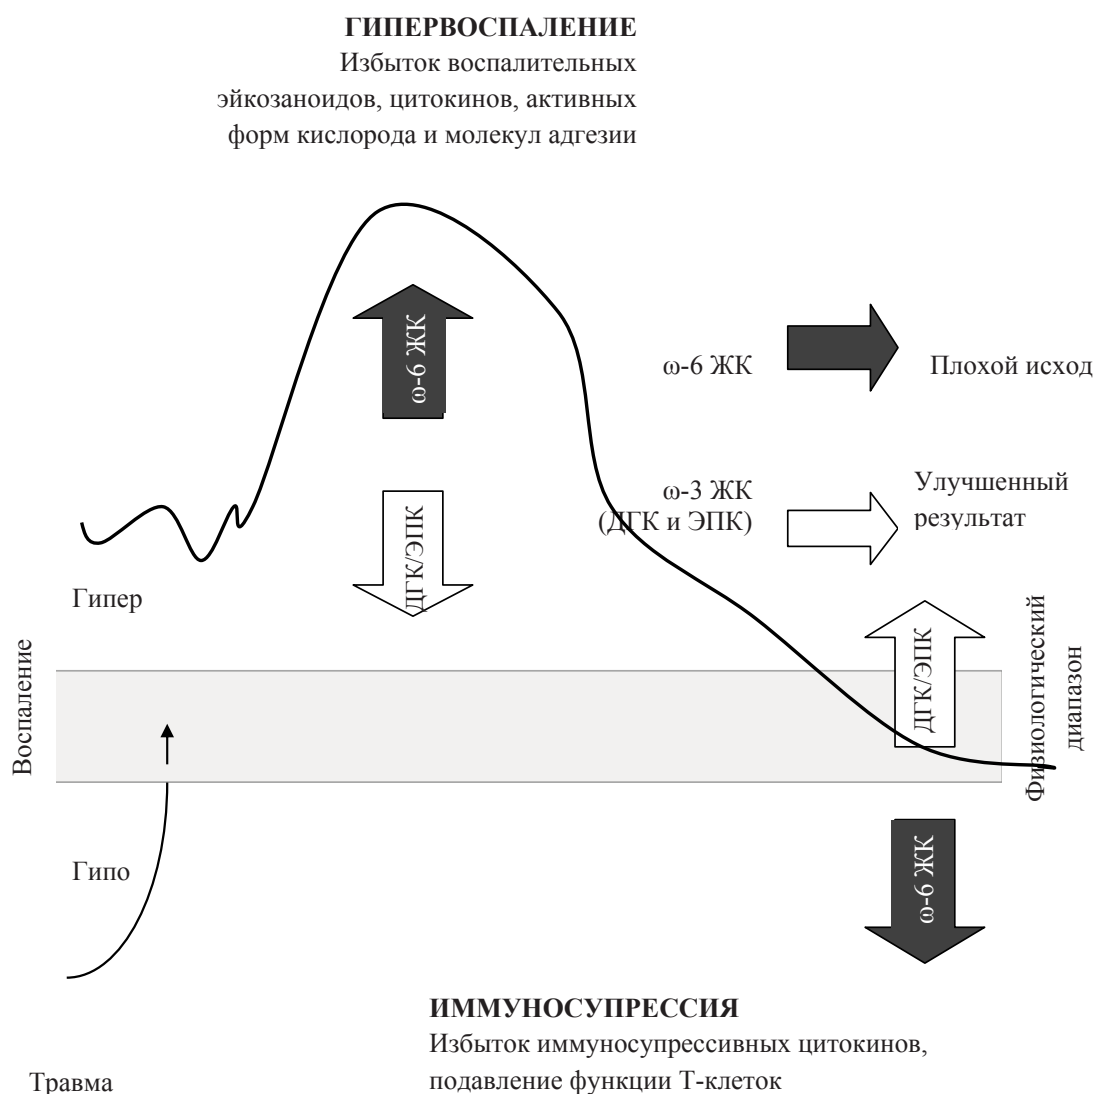 ГИПЕРВОСПАЛЕНИЕ
Избыток воспалительных
эйкозаноидов, цитокинов, активных
форм кислорода и молекул адгезии
ω-6 ЖК
ДГК/ЭПК
ω-6 ЖК
Плохой исход
ω-3 ЖК
(ДГК и ЭПК)
Улучшенный
результат
Гипер
Воспаление
Гипо
ДГК/ЭПК
Физиологический
диапазон
ω-6 ЖК
ИММУНОСУПРЕССИЯ
Избыток иммуносупрессивных цитокинов,
подавление функции Т-клеток
Травма